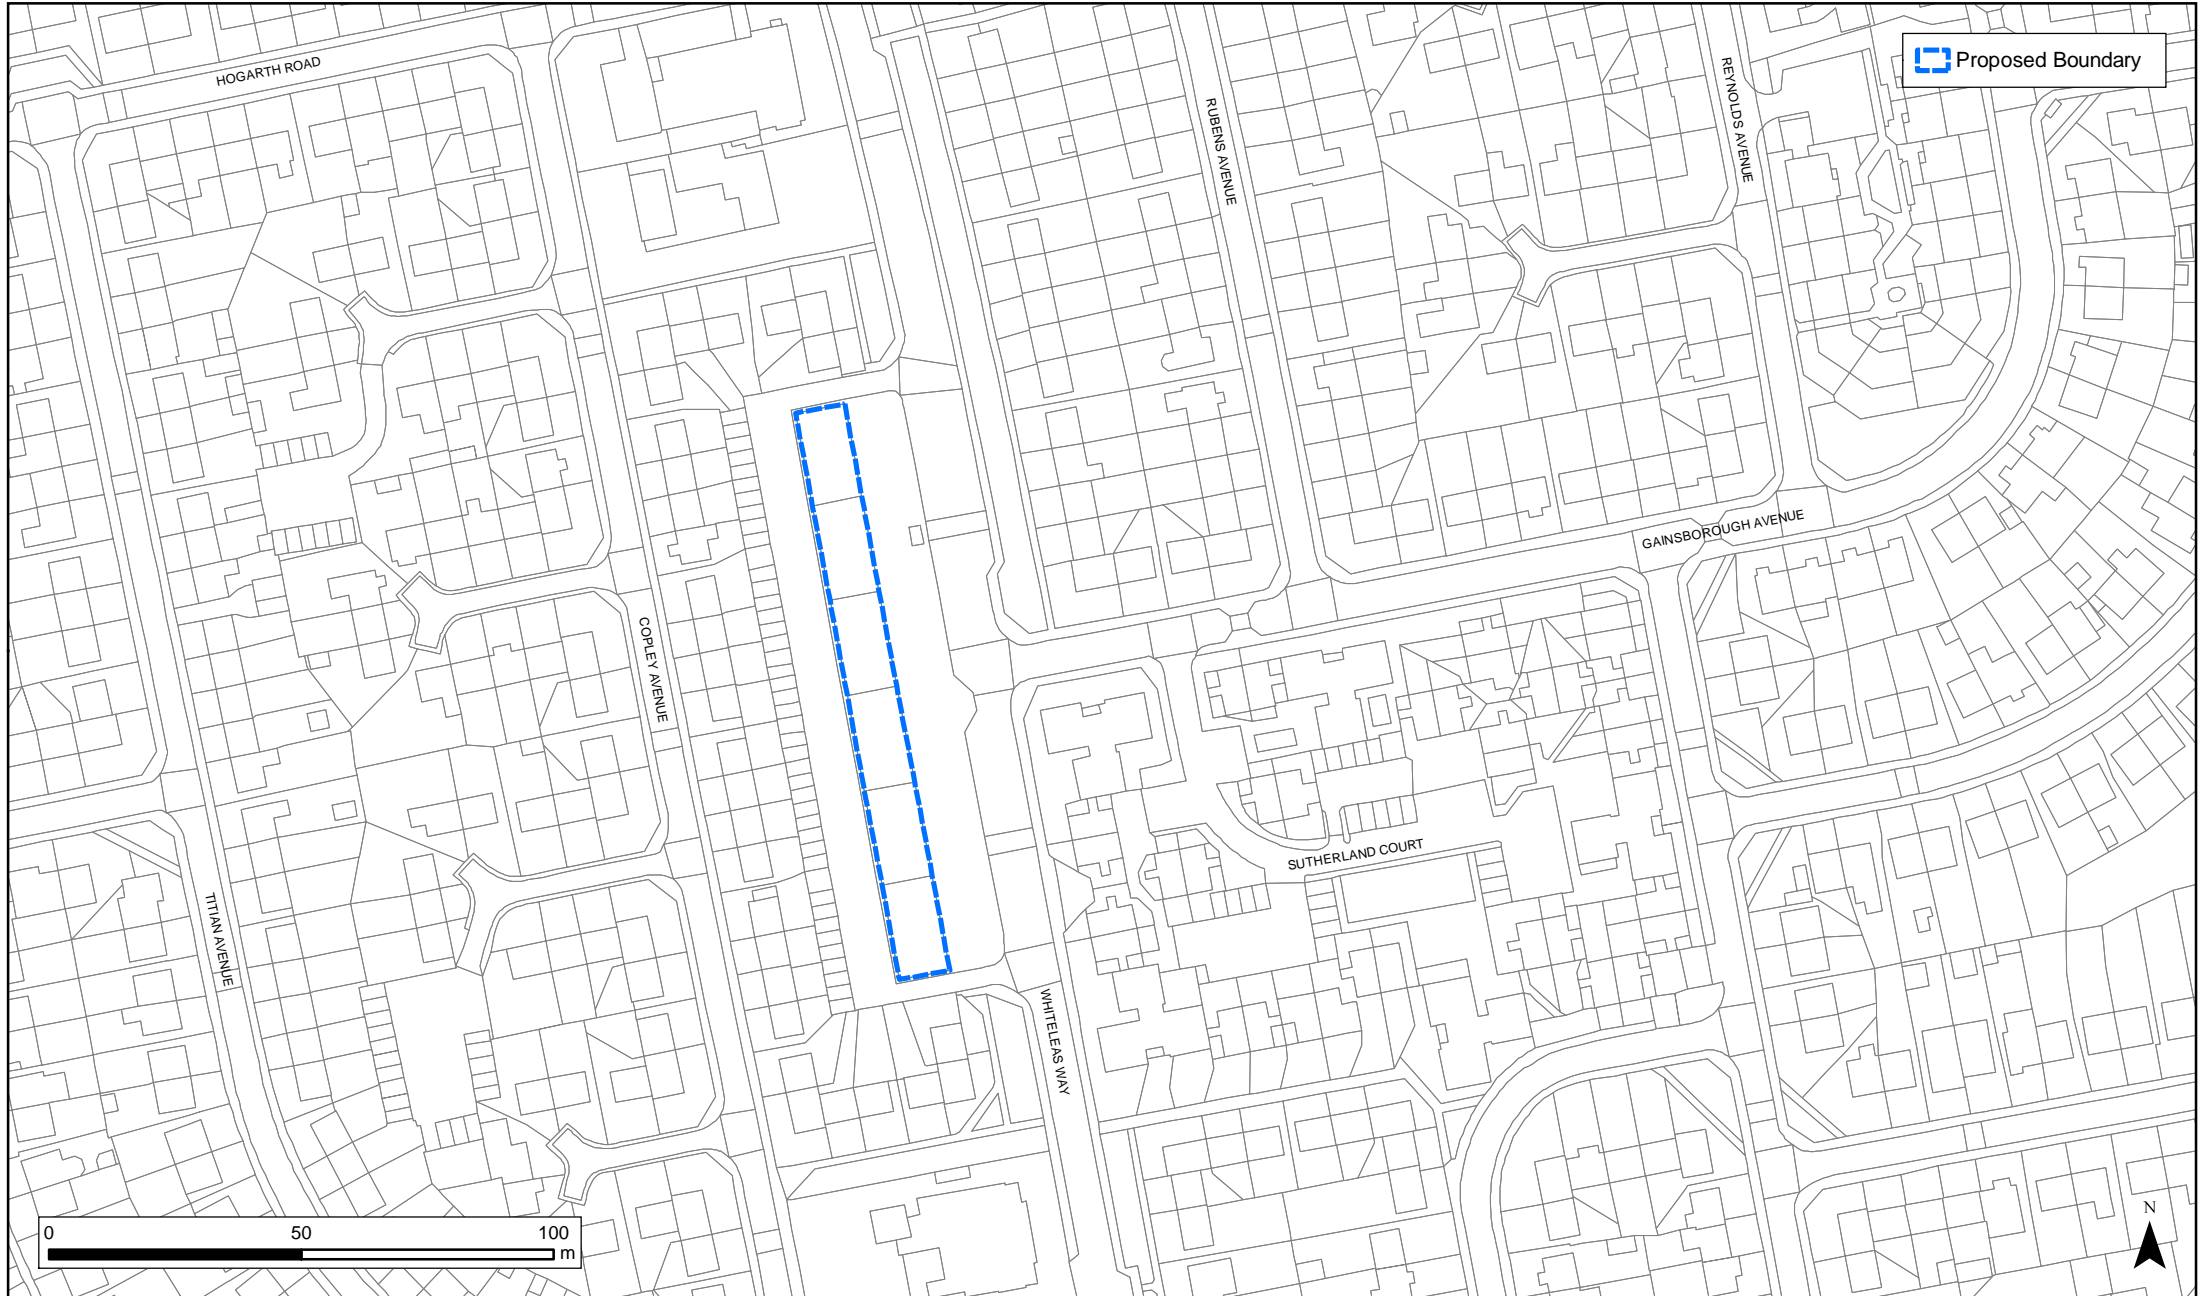 HOGARTH ROAD
Proposed Boundary
REYNOLDS AVENUE
RUBENS AVENUE
GAINSBOROUGH AVENUE
COPLEY AVENUE
SUTHERLAND COURT
TITIAN AVENUE
WHITELEAS WAY
N
0 50 100
m